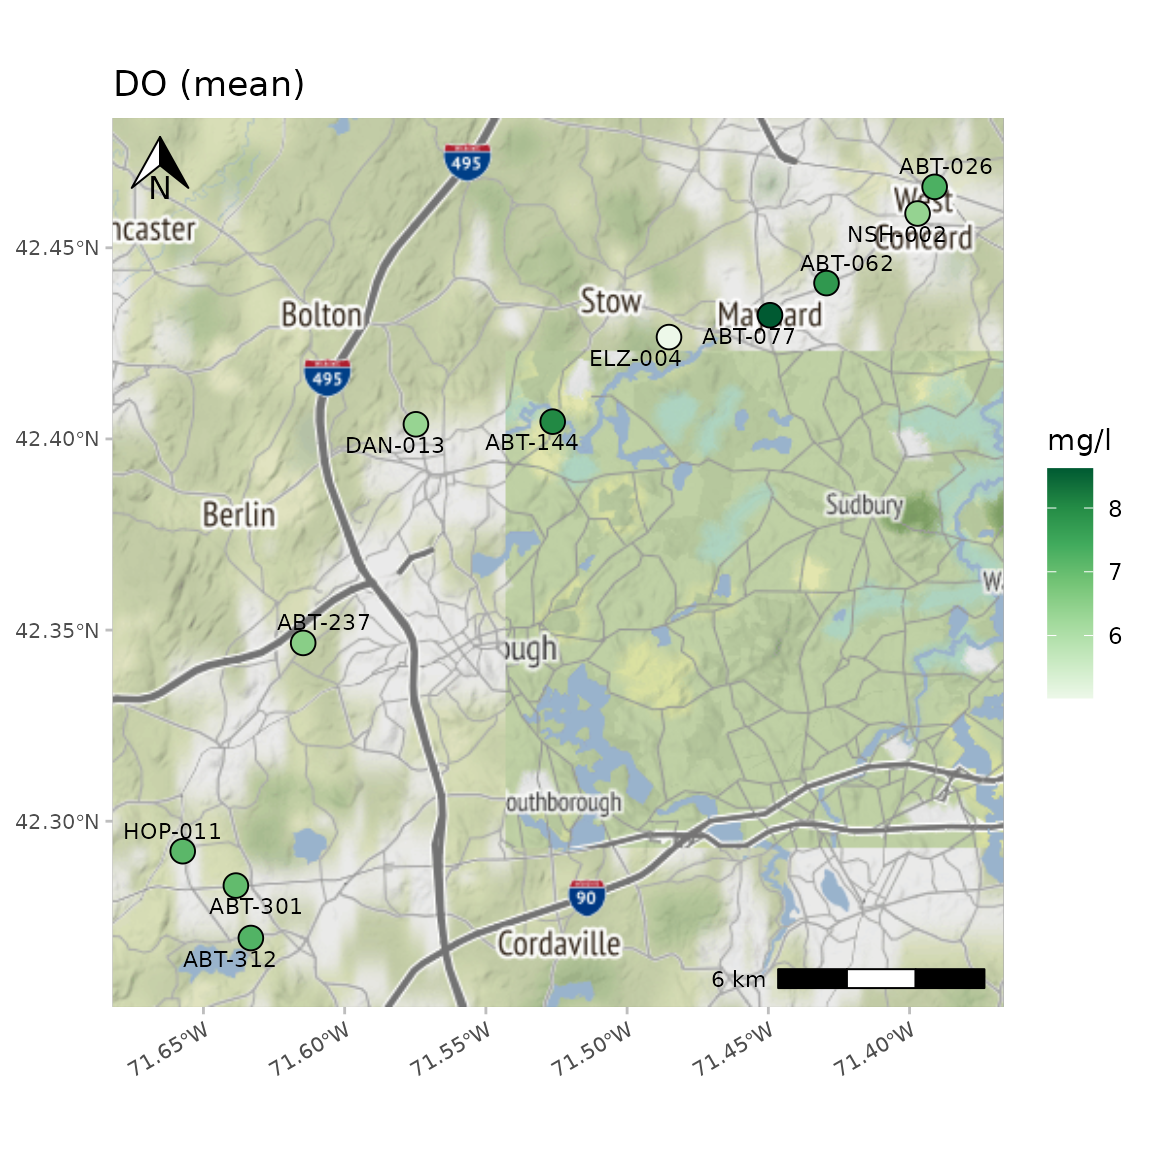 DO (mean)
495
ABT-026
N
West
ncaster
42.45°N
NSH-002
Concord
ABT-062
Stow
Bolton
ABT-077
ELZ-004
495
42.40°N
DAN-013
ABT-144
mg/l
8
7
6
Sudbury
Berlin
ABT-237
42.35°N
ough
HOP-011
42.30°N
outhborough
90
ABT-301
Cordaville
ABT-312
6 km
71.65°W
71.60°W
71.55°W
71.50°W
71.45°W
71.40°W